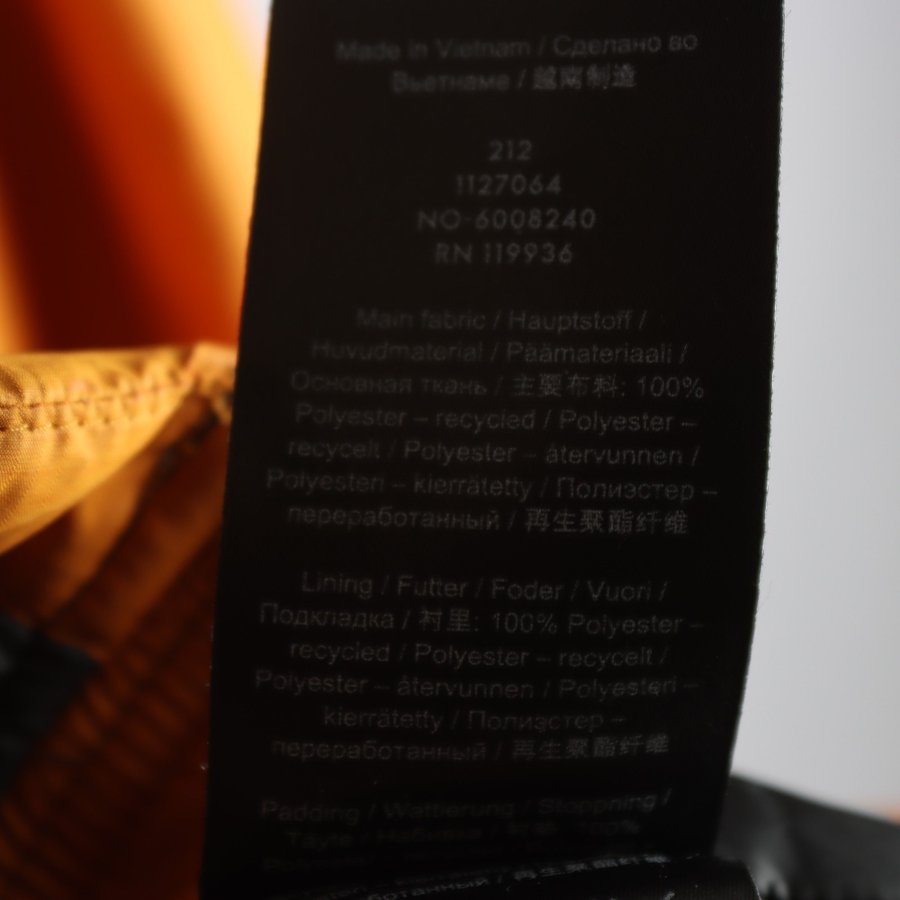 Made in Vietnam / Сделано во
Вьетнаме / 越南制造
212
1127064
NO-6008240
RN 119936
Main fabric / Hauptstoff /
Huvudmaterial / Päämateriaali /
Основная ткань / 主要布料: 100%
Polyester – recycled / Polyester –
recycelt / Polyester – återvunnen /
Polyesteri – kierrätetty / Полиэстер –
переработанный / 再生聚酯纤维
Lining / Futter / Foder / Vuori /
Подкладка / 衬里: 100% Polyester –
recycled / Polyester – recycelt /
Polyester – återvunnen / Polyesteri –
kierrätetty / Полиэстер –
переработанный / 再生聚酯纤维
Padding / Wattierung / Stoppning /
Täyte / Набивка / 100%